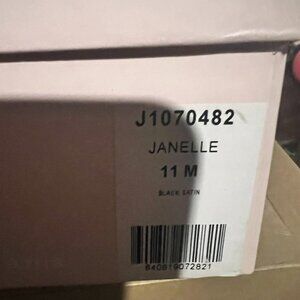 J1070482
JANELLE
11 M
BLACK SATIN
840819072821